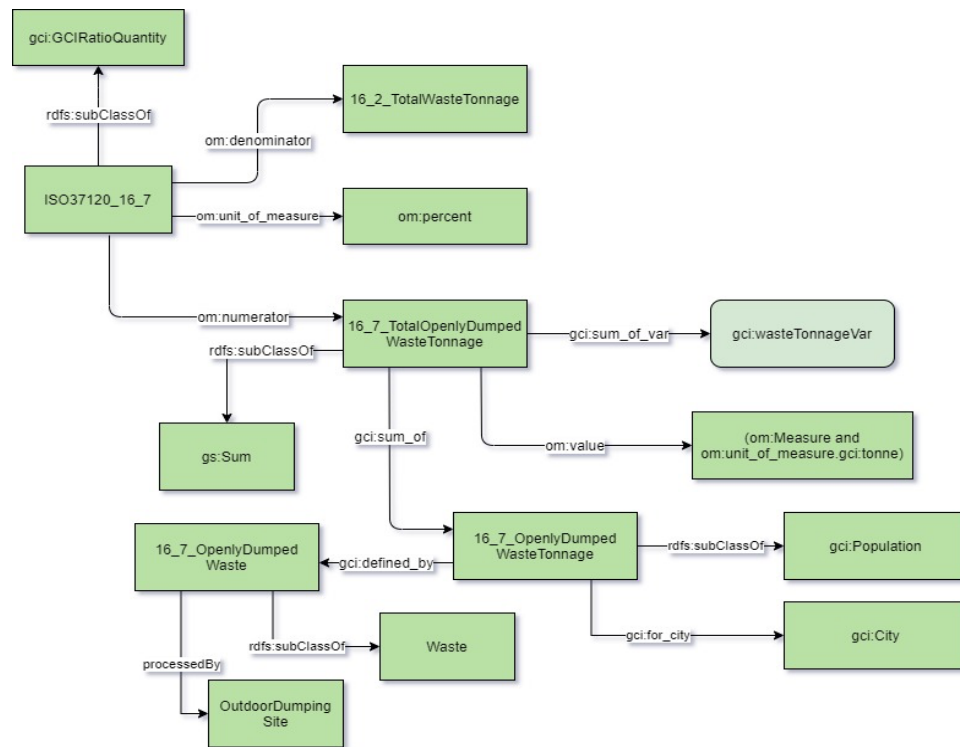 gci:GCIRatioQuantity
rdfs:subClassOf
16_2_TotalWasteTonnage
om:denominator
ISO37120_16_7
om:unit_of_measure
om:percent
om:numerator
16_7_TotalOpenlyDumped
WasteTonnage
gci:sum_of_var
gci:wasteTonnageVar
rdfs:subClassOf
gs:Sum
gci:sum_of
om:value
(om:Measure and
om:unit_of_measure.gci:tonne)
16_7_OpenlyDumped
Waste
gci:defined_by
16_7_OpenlyDumped
WasteTonnage
rdfs:subClassOf
gci:Population
gci:for_city
gci:City
processedBy
rdfs:subClassOf
Waste
OutdoorDumping
Site